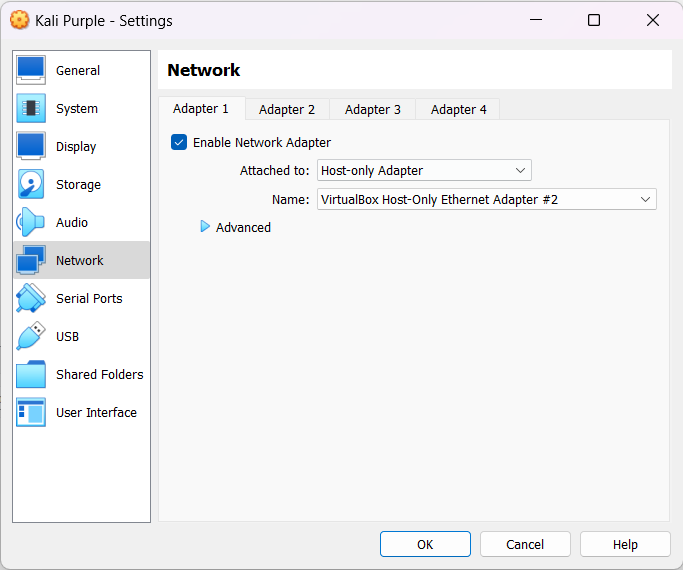 Kali Purple - Settings
General
System
Display
Storage
Audio
Network
Serial Ports
USB
Shared Folders
User Interface
Network
Adapter 1 Adapter 2 Adapter 3 Adapter 4
Enable Network Adapter
Attached to: Host-only Adapter
Name: VirtualBox Host-Only Ethernet Adapter #2
Advanced
OK Cancel Help